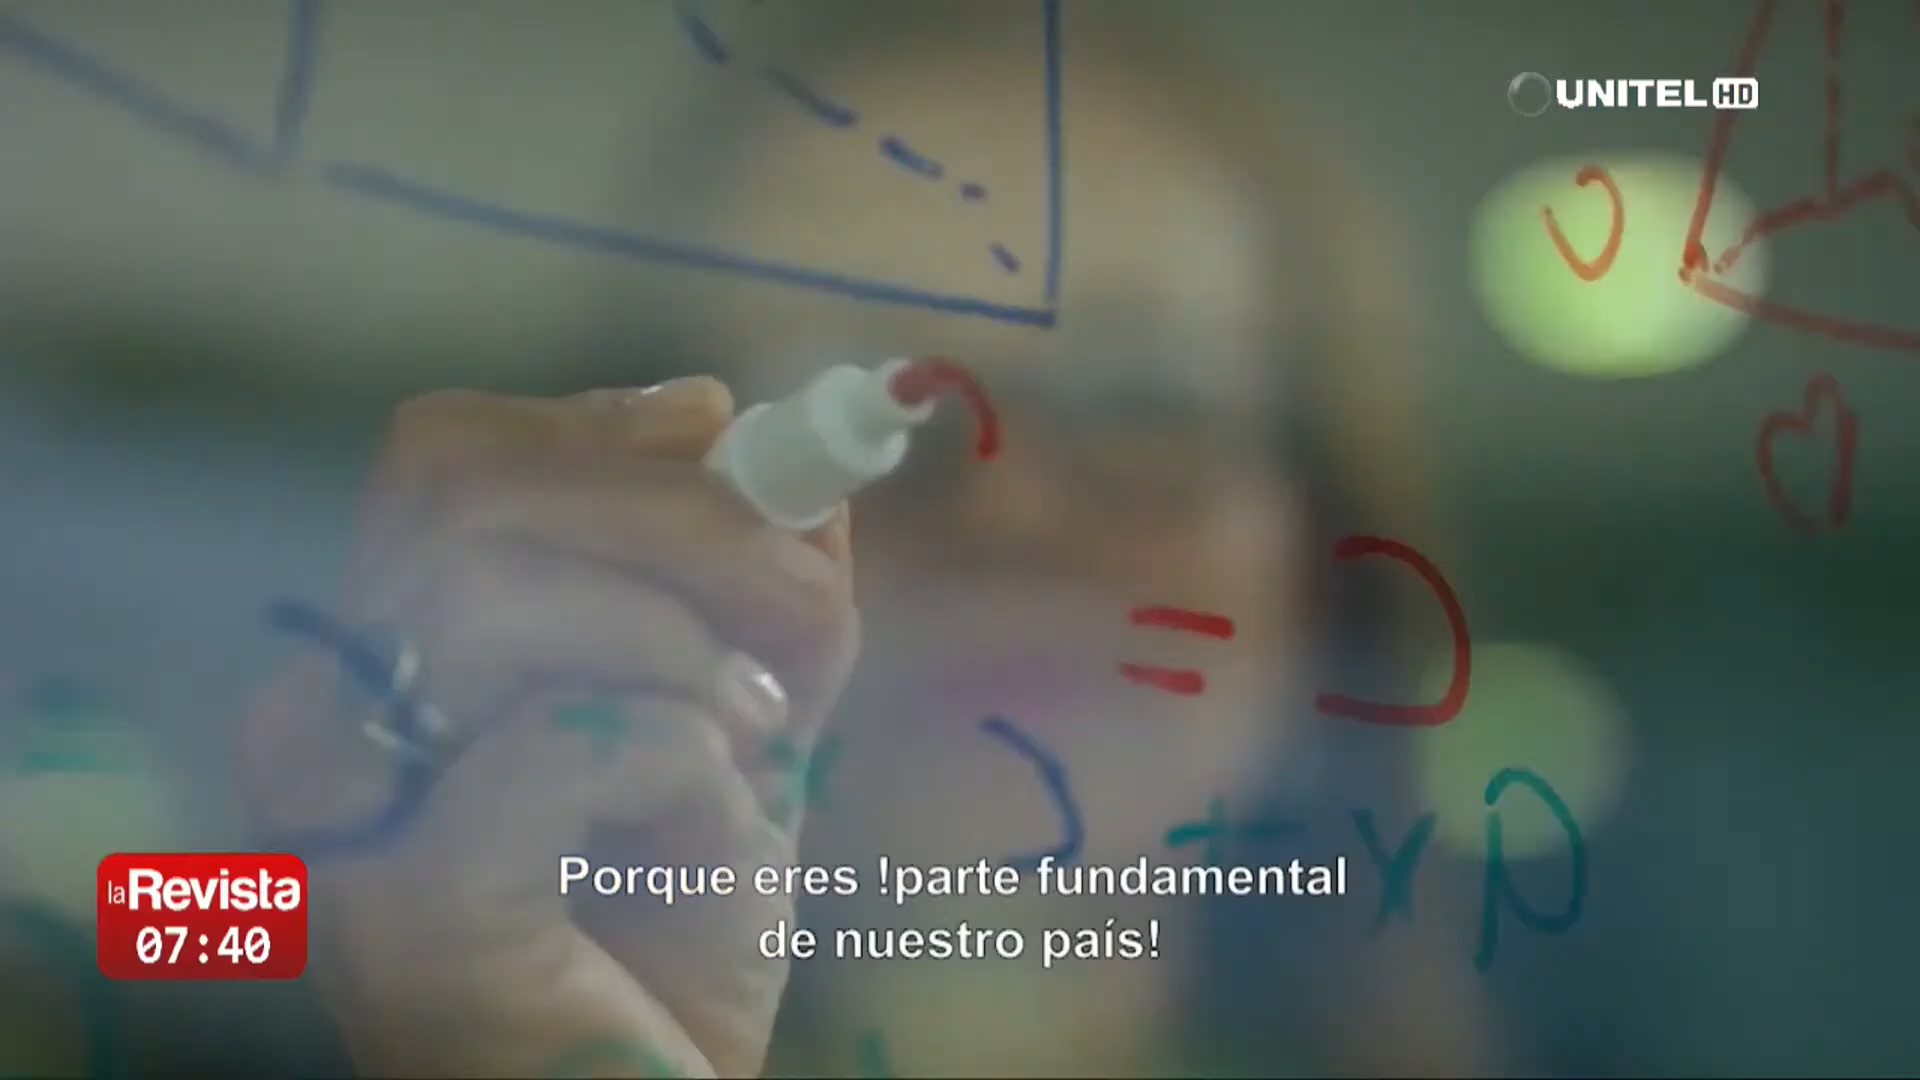 UNITEL HD
la Revista
07:40
Porque eres !parte fundamental
de nuestro país!